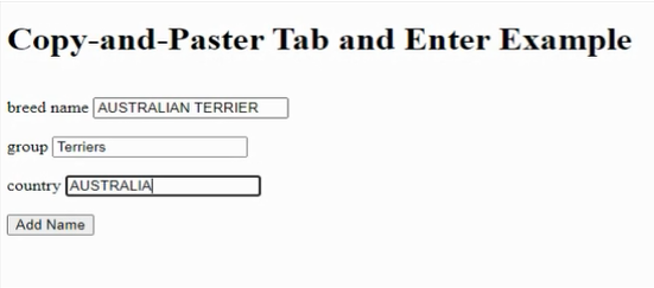 Copy-and-Paster Tab and Enter Example
breed name AUSTRALIAN TERRIER
group Terriers
country AUSTRALIA
Add Name